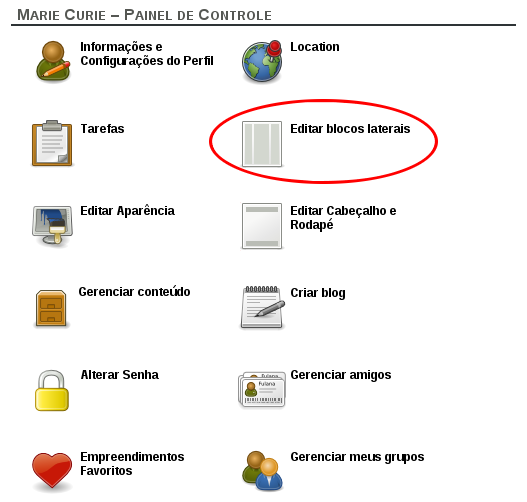 MARIE CURIE – PAINEL DE CONTROLE
Informações e
Configurações do Perfil
Location
Tarefas
Editar blocos laterais
Editar Aparência
Editar Cabeçalho e
Rodapé
Gerenciar conteúdo
Criar blog
Alterar Senha
Fulana
Fulana
Gerenciar amigos
Empreendimentos
Favoritos
Gerenciar meus grupos